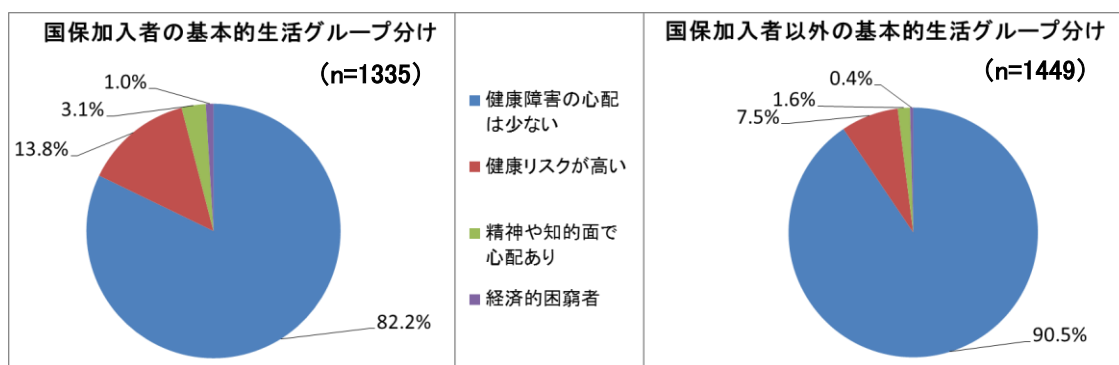 国保加入者の基本的生活グループ分け
（n=1335）
1.0%
3.1%
13.8%
82.2%
健康障害の心配
は少ない
健康リスクが高い
精神や知的面で
心配あり
経済的困窮者
国保加入者以外の基本的生活グループ分け
（n=1449）
0.4%
1.6%
7.5%
90.5%